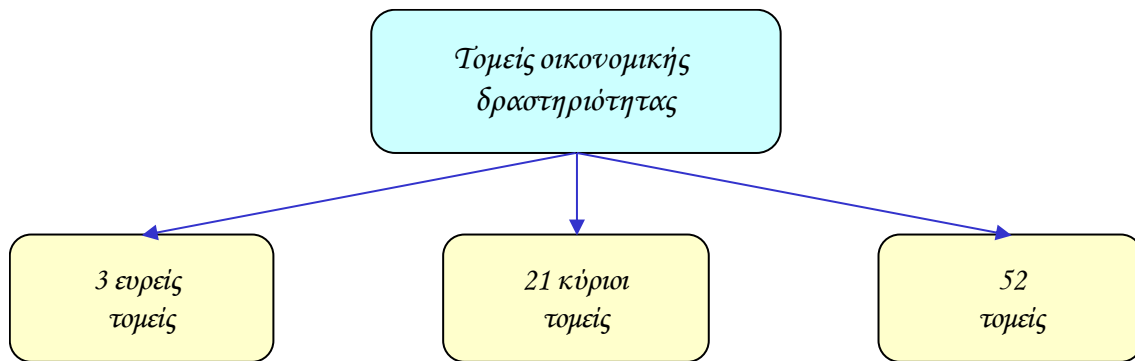 Τομείς οικονομικής
δραστηριότητας
3 ευρείς
τομείς
21 κύριοι
τομείς
52
τομείς